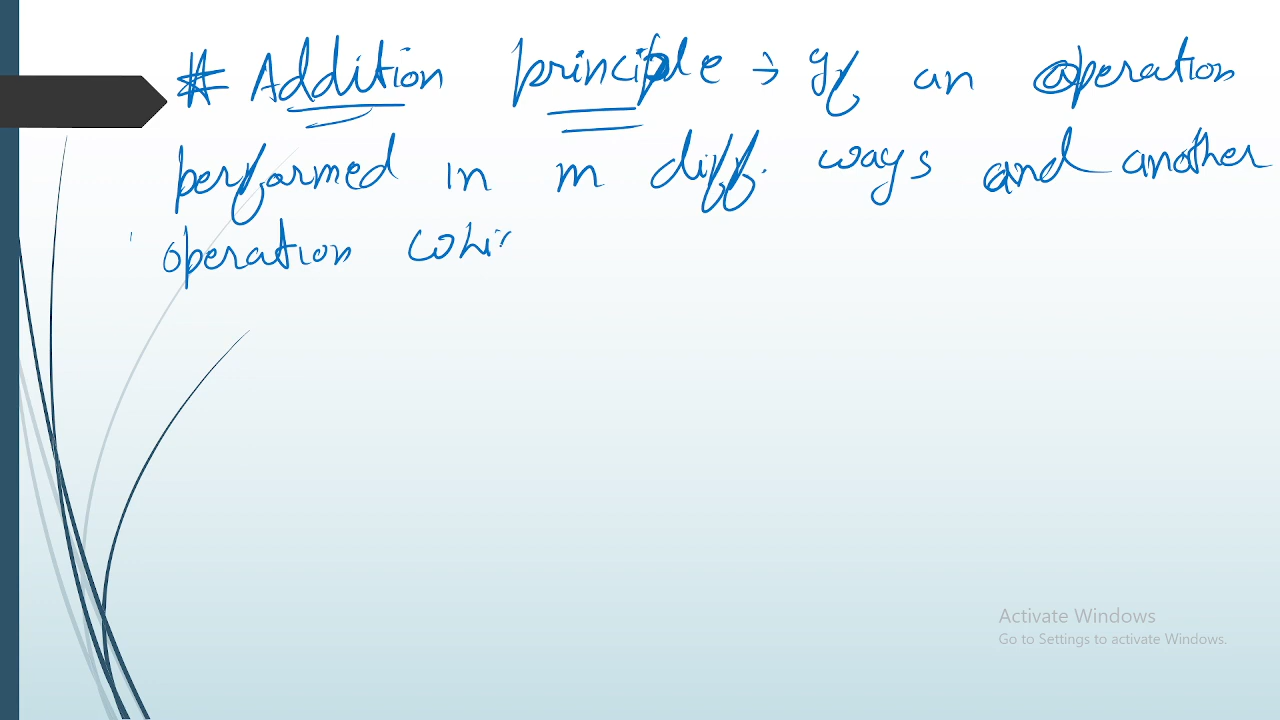 # Addition principle → If an operation
performed in m diff. ways and another
operation whi
Activate Windows
Go to Settings to activate Windows.